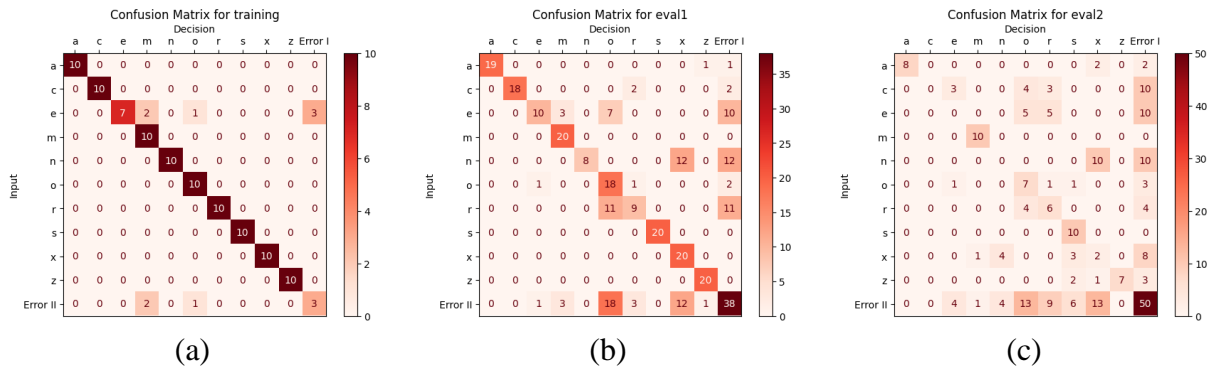 Confusion Matrix for training
Decision
a c e m n o r s x z Error I
Input
a 10 0 0 0 0 0 0 0 0 0 0
c 0 10 0 0 0 0 0 0 0 0 0
e 0 0 7 2 0 1 0 0 0 0 3
m 0 0 0 10 0 0 0 0 0 0 0
n 0 0 0 0 10 0 0 0 0 0 0
o 0 0 0 0 0 10 0 0 0 0 0
r 0 0 0 0 0 0 10 0 0 0 0
s 0 0 0 0 0 0 0 10 0 0 0
x 0 0 0 0 0 0 0 0 10 0 0
z 0 0 0 0 0 0 0 0 0 10 0
Error II 0 0 0 2 0 1 0 0 0 0 3
10
8
6
4
2
0
(a)
Confusion Matrix for eval1
Decision
a c e m n o r s x z Error I
Input
a 19 0 0 0 0 0 0 0 0 1 1
c 0 18 0 0 0 0 2 0 0 0 2
e 0 0 10 3 0 7 0 0 0 0 10
m 0 0 0 20 0 0 0 0 0 0 0
n 0 0 0 0 8 0 0 0 12 0 12
o 0 0 1 0 0 18 1 0 0 0 2
r 0 0 0 0 0 11 9 0 0 0 11
s 0 0 0 0 0 0 0 20 0 0 0
x 0 0 0 0 0 0 0 0 20 0 0
z 0 0 0 0 0 0 0 0 0 20 0
Error II 0 0 1 3 0 18 3 0 12 1 38
35
30
25
20
15
10
5
0
(b)
Confusion Matrix for eval2
Decision
a c e m n o r s x z Error I
Input
a 8 0 0 0 0 0 0 0 2 0 2
c 0 0 3 0 0 4 3 0 0 0 10
e 0 0 0 0 0 5 5 0 0 0 10
m 0 0 0 10 0 0 0 0 0 0 0
n 0 0 0 0 0 0 0 0 10 0 10
o 0 0 1 0 0 7 1 1 0 0 3
r 0 0 0 0 0 4 6 0 0 0 4
s 0 0 0 0 0 0 0 10 0 0 0
x 0 0 0 1 4 0 0 3 2 0 8
z 0 0 0 0 0 0 0 2 1 7 3
Error II 0 0 4 1 4 13 9 6 13 0 50
50
40
30
20
10
0
(c)